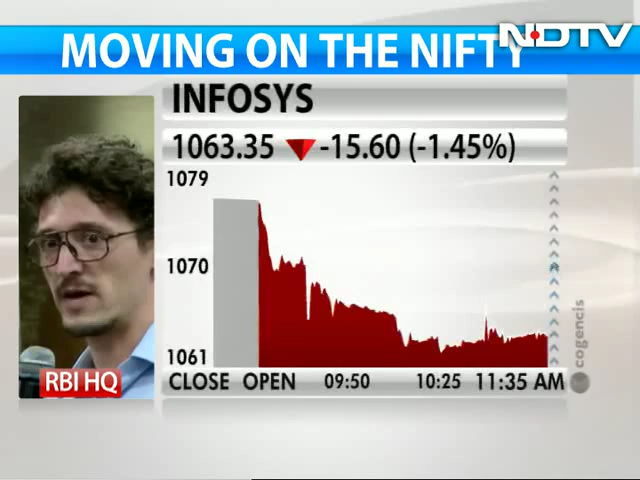 NDTV
MOVING ON THE NIFTY
INFOSYS
1063.35 -15.60 (-1.45%)
1079
1070
1061
CLOSE OPEN 09:50 10:25 11:35 AM
cogencis
RBI HQ